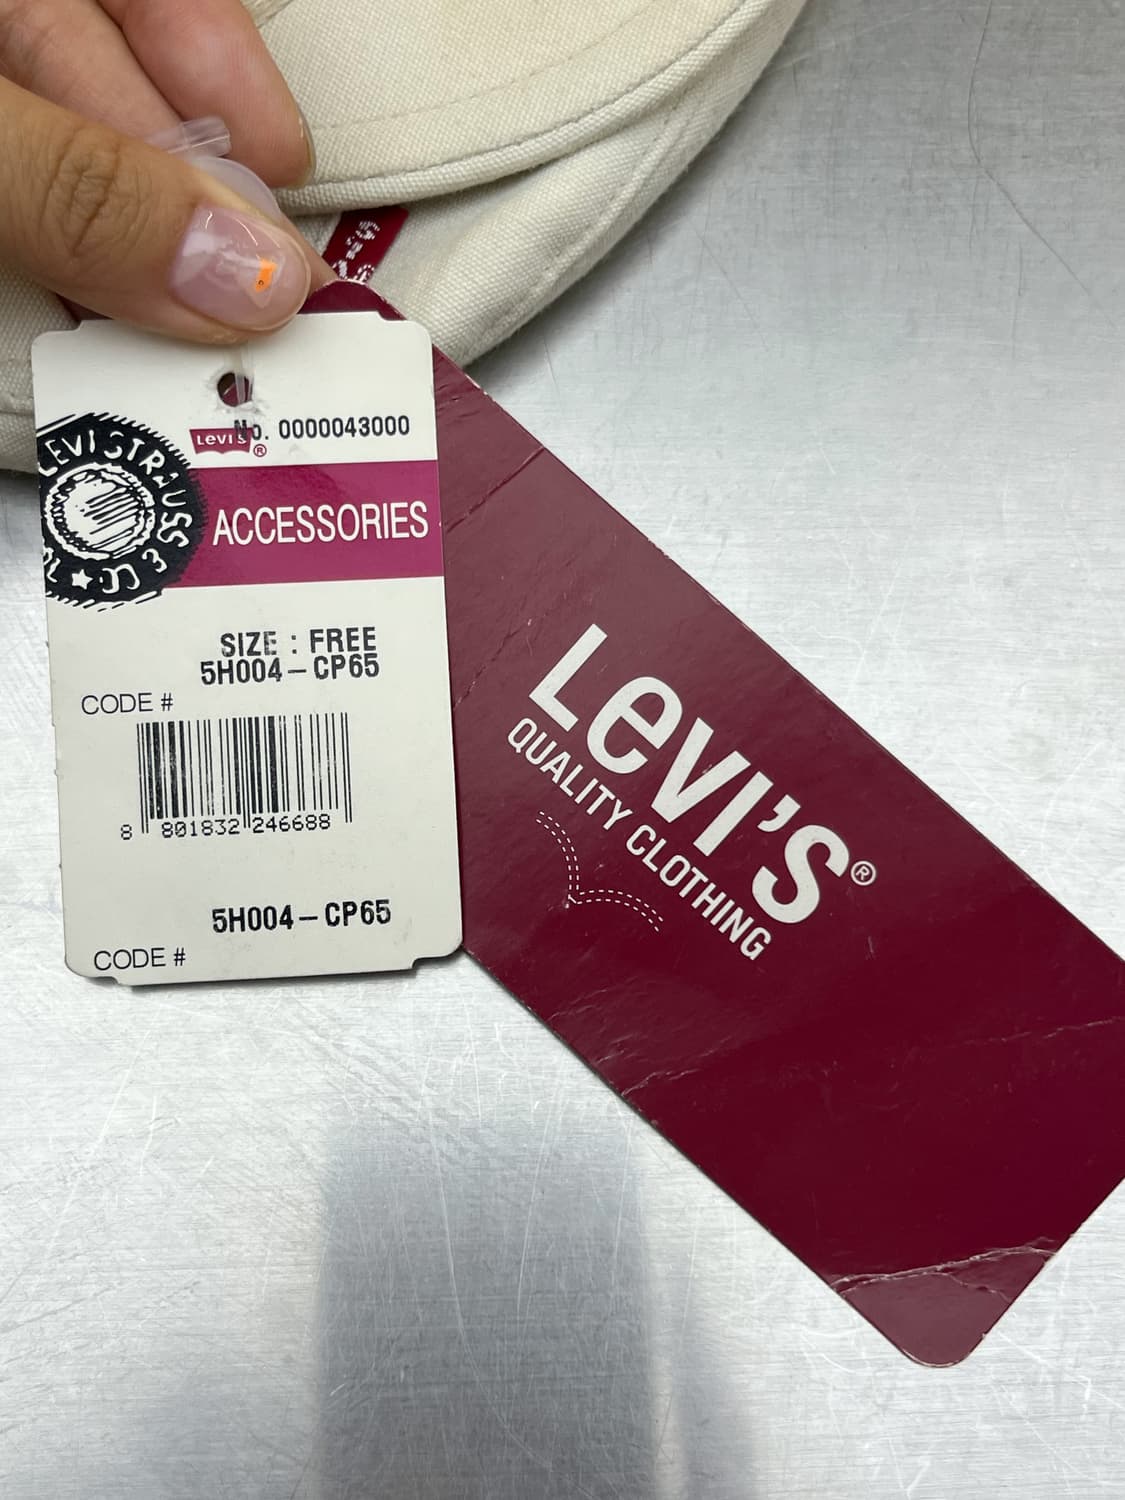 No. 0000043000
Levi's®
LEVI STRAUSS
ACCESSORIES
SIZE : FREE
5H004-CP65
CODE #
8 801832 246688
5H004-CP65
CODE #
Levi's®
QUALITY CLOTHING